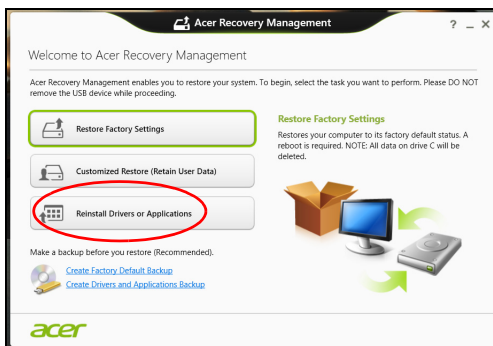 Acer Recovery Management
? _ X
Welcome to Acer Recovery Management
Acer Recovery Management enables you to restore your system. To begin, select the task you want to perform. Please DO NOT
remove the USB device while proceeding.
Restore Factory Settings
Customized Restore (Retain User Data)
Reinstall Drivers or Applications
Restore Factory Settings
Restores your computer to its factory default status. A
reboot is required. NOTE: All data on drive C will be
deleted.
Make a backup before you restore (Recommended).
Create Factory Default Backup
Create Drivers and Applications Backup
acer